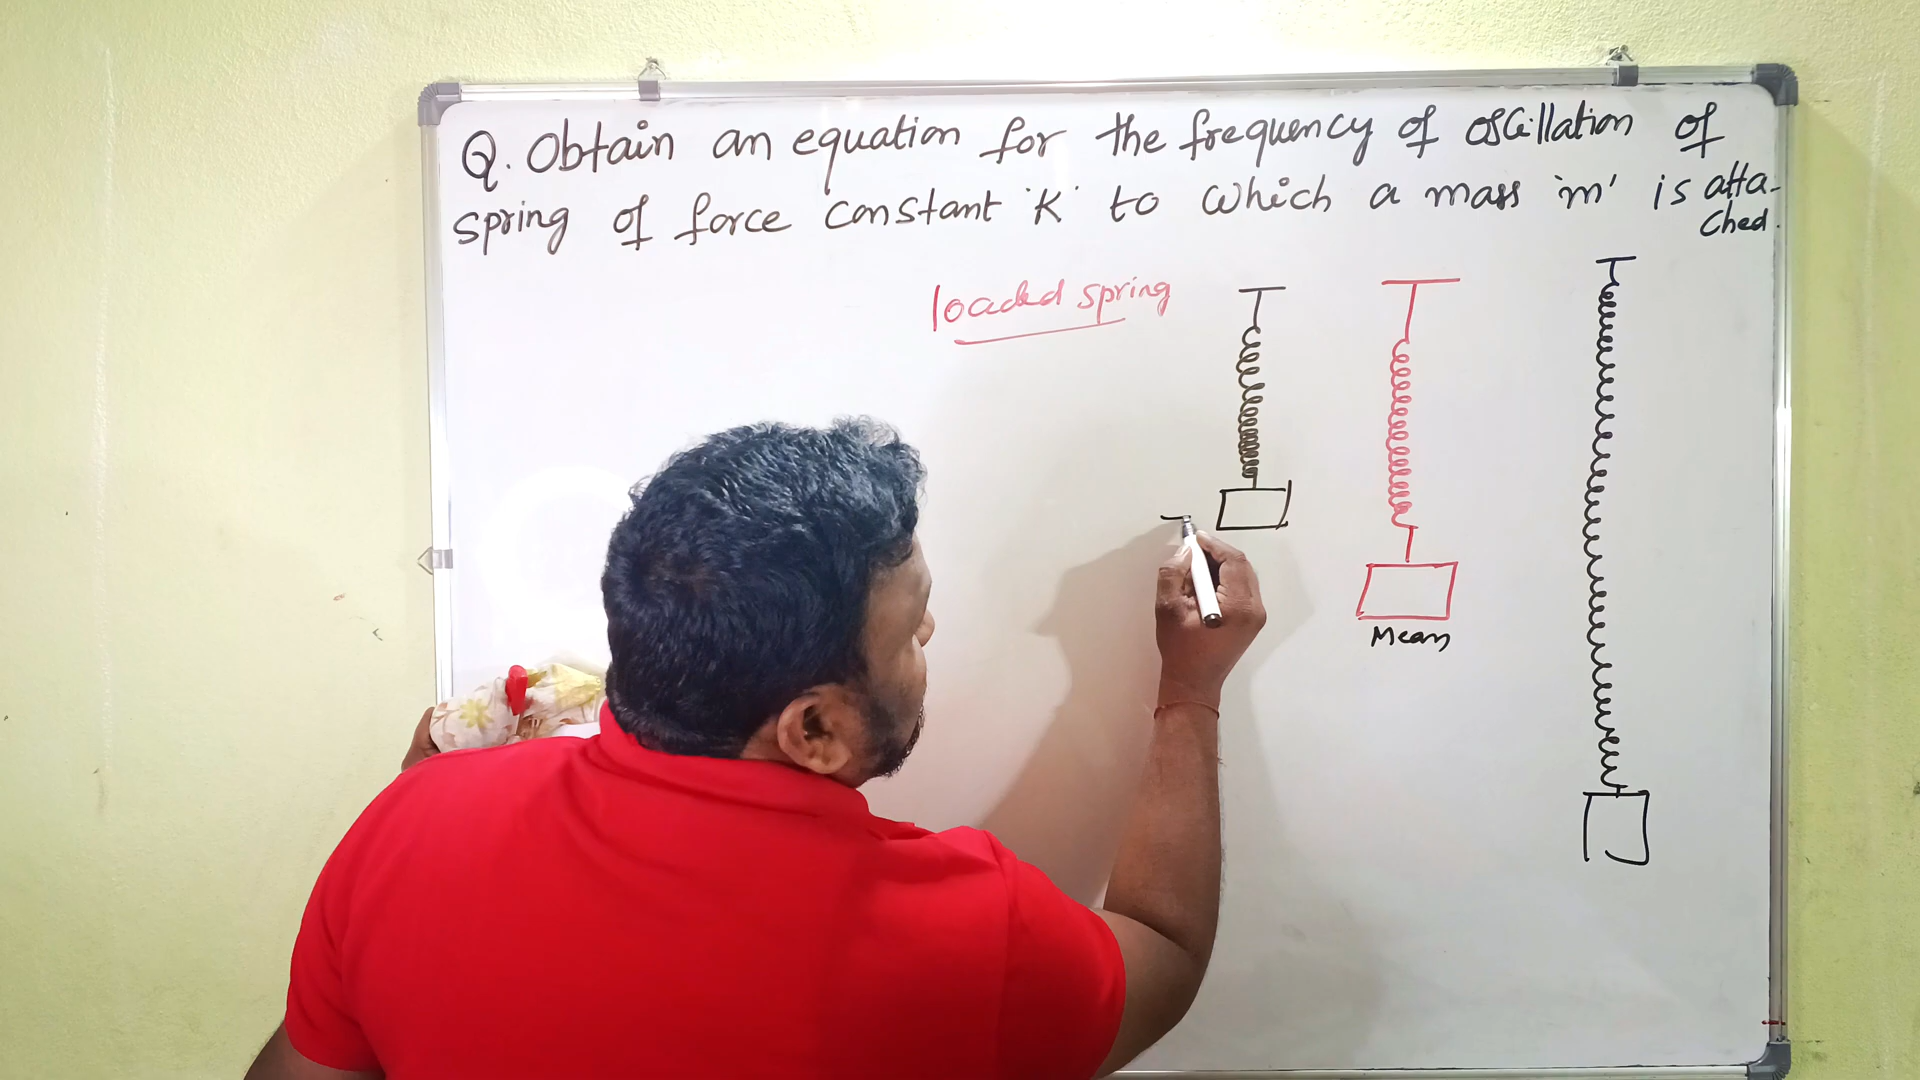 Q. Obtain an equation for the frequency of oscillation of
spring of force constant 'K' to which a mass 'm' is atta-
ched.
loaded spring
Mean